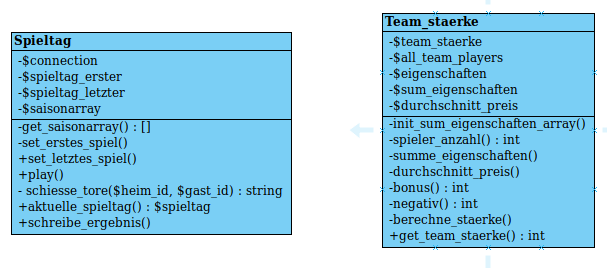 Spieltag
-$connection
-$spieltag_erster
-$spieltag_letzter
-$saisonarray
-get_saisonarray() : []
-set_erstes_spiel()
+set_letztes_spiel()
+play()
- schiesse_tore($heim_id, $gast_id) : string
+aktuelle_spieltag() : $spieltag
+schreibe_ergebnis()
Team_staerke
-$team_staerke
-$all_team_players
-$eigenschaften
-$sum_eigenschaften
-$durchschnitt_preis
-init_sum_eigenschaften_array()
-spieler_anzahl() : int
-summe_eigenschaften()
-durchschnitt_preis()
-bonus() : int
-negativ() : int
-berechne_staerke()
+get_team_staerke() : int